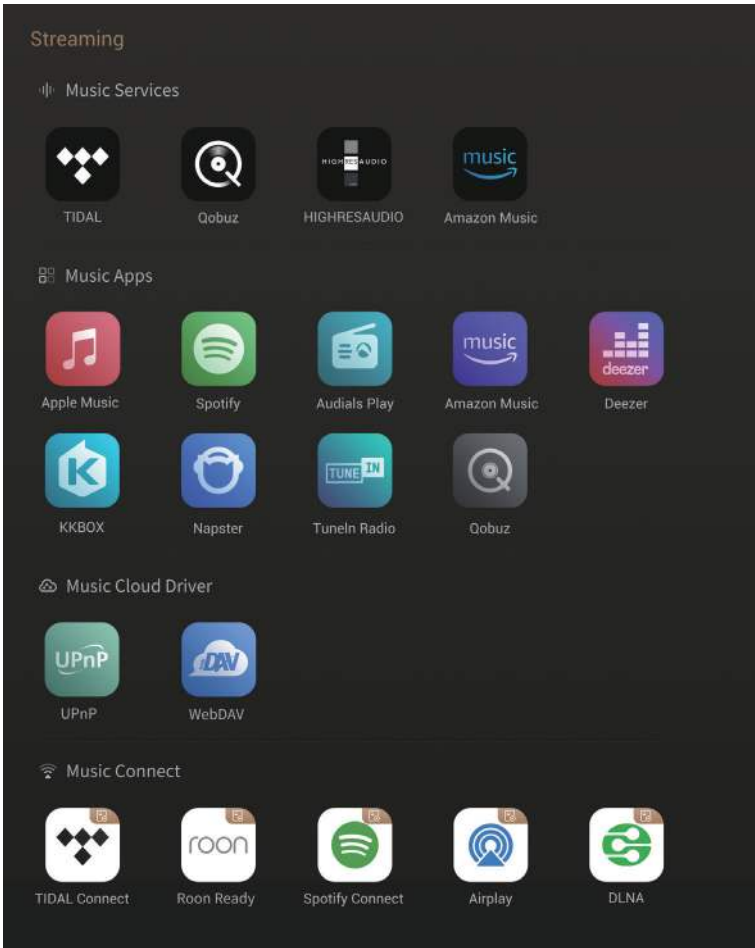 Streaming
Music Services
HIGHRESAUDIO music
TIDAL Qobuz HIGHRESAUDIO Amazon Music
Music Apps
music deezer
Apple Music Spotify Audials Play Amazon Music Deezer
K TUNE IN
KKBOX Napster TuneIn Radio Qobuz
Music Cloud Driver
UPnP DAV
UPnP WebDAV
Music Connect
roon
TIDAL Connect Roon Ready Spotify Connect Airplay DLNA